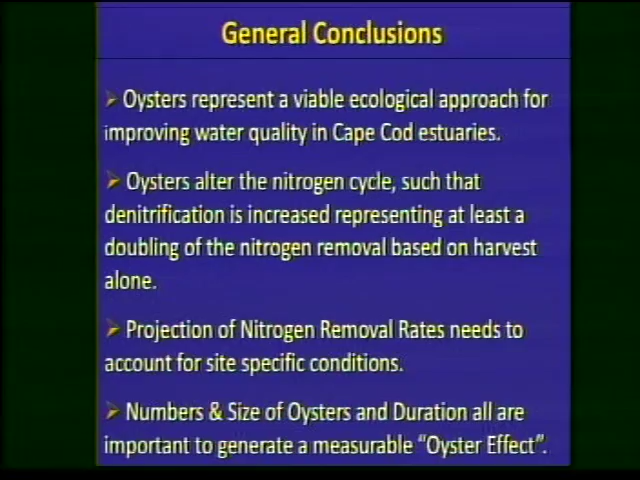 General Conclusions
➢ Oysters represent a viable ecological approach for
improving water quality in Cape Cod estuaries.
➢ Oysters alter the nitrogen cycle, such that
denitrification is increased representing at least a
doubling of the nitrogen removal based on harvest
alone.
➢ Projection of Nitrogen Removal Rates needs to
account for site specific conditions.
➢ Numbers & Size of Oysters and Duration all are
important to generate a measurable “Oyster Effect”.